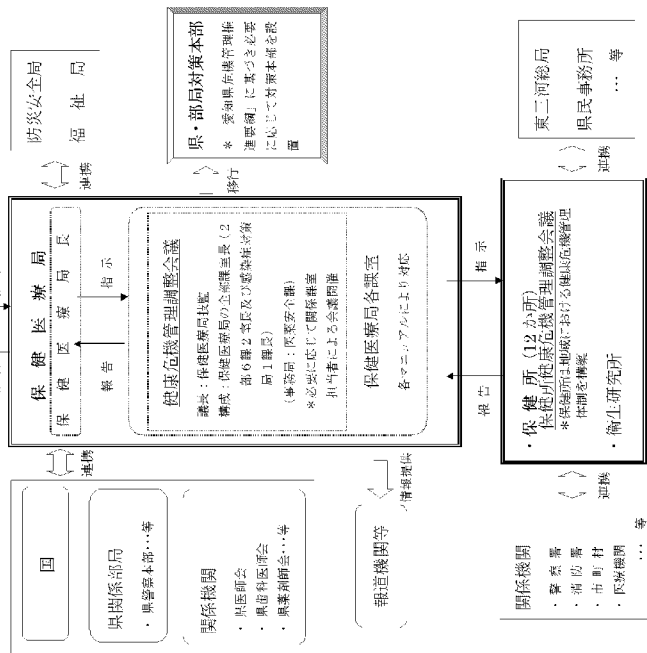 国
県関係部局
・県警察本部…等
関係機関
・県医師会
・県歯科医師会
・県薬剤師会…等
報道機関等
連携
情報提供
保健医療局
保健医療局長
報告
指示
健康危機管理調整会議
議長：保健医療局技監
構成：保健医療局の全部課室長（2
部6課2室長及び感染症対策
局1課長）
（事務局：医薬安全課）
＊必要に応じて関係課室
担当者による会議開催
保健医療局各課室
各マニュアルにより対応
連携
防災安全局
福祉局
移行
県・部局対策本部
＊　愛知県危機管理推
進要綱」に基づき必要
に応じて対策本部を設
置
報告
指示
関係機関
・警察署
・消防署
・市町村
・医療機関
…　等
連携
・保健所（12か所）
保健所健康危機管理調整会議
＊保健所は地域における健康危機管理
体制を構築
・衛生研究所
連携
東三河総局
県民事務所
…　等